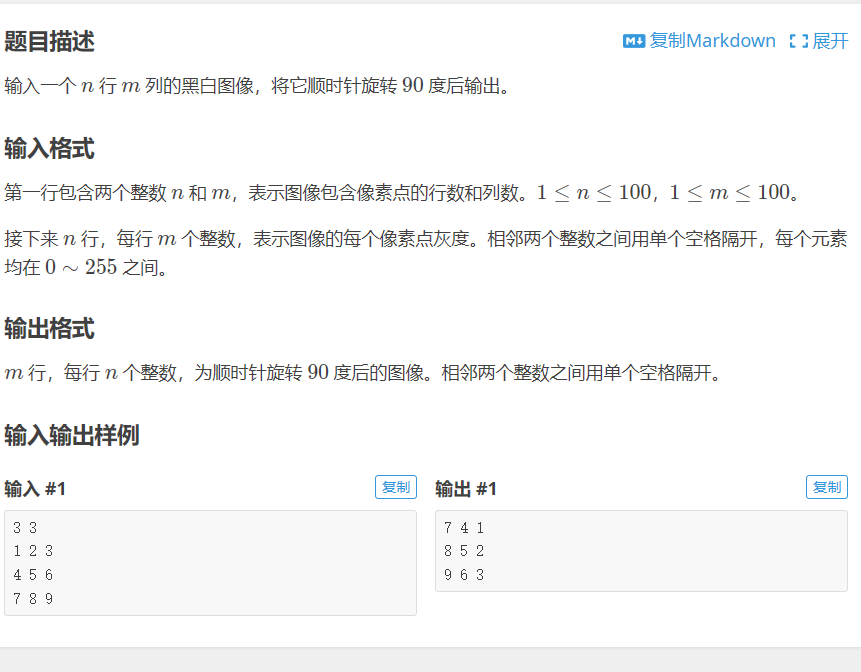 题目描述
复制Markdown 展开
输入一个 n 行 m 列的黑白图像，将它顺时针旋转 90 度后输出。
输入格式
第一行包含两个整数 n 和 m，表示图像包含像素点的行数和列数。1 ≤ n ≤ 100，1 ≤ m ≤ 100。
接下来 n 行，每行 m 个整数，表示图像的每个像素点灰度。相邻两个整数之间用单个空格隔开，每个元素
均在 0 ∼ 255 之间。
输出格式
m 行，每行 n 个整数，为顺时针旋转 90 度后的图像。相邻两个整数之间用单个空格隔开。
输入输出样例
输入 #1
复制
3 3
1 2 3
4 5 6
7 8 9
输出 #1
复制
7 4 1
8 5 2
9 6 3